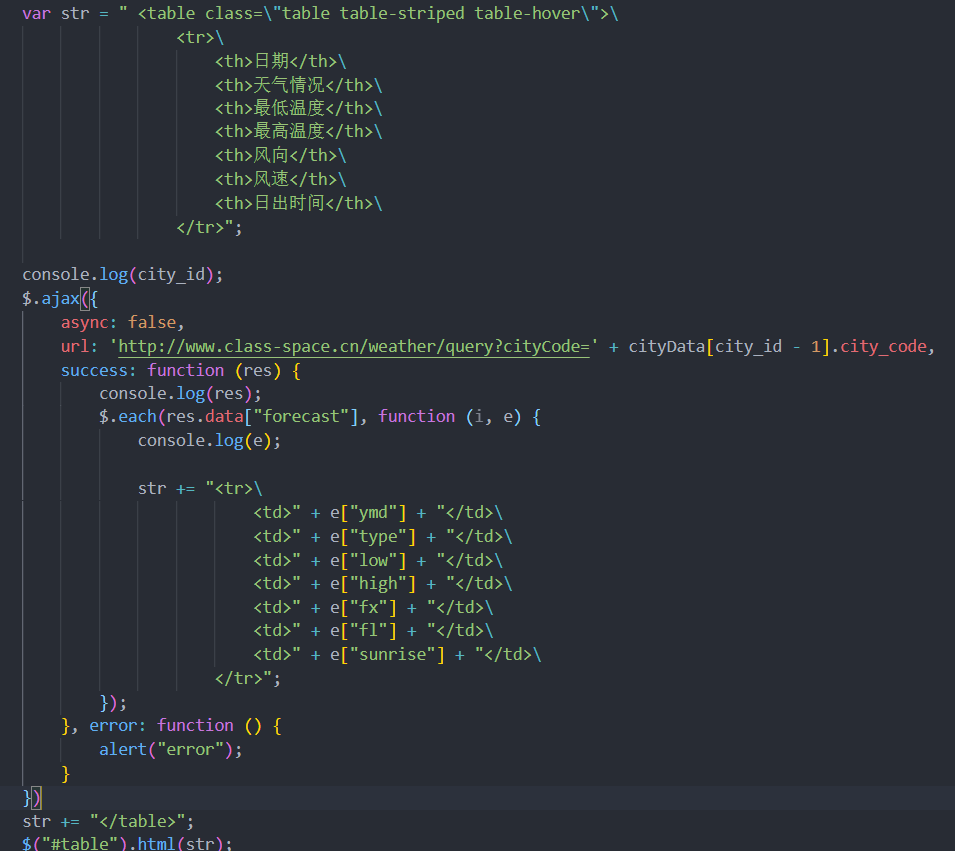 var str = " <table class=\"table table-striped table-hover\">\
<tr>\
<th>日期</th>\
<th>天气情况</th>\
<th>最低温度</th>\
<th>最高温度</th>\
<th>风向</th>\
<th>风速</th>\
<th>日出时间</th>\
</tr>";
console.log(city_id);
$.ajax({
async: false,
url: 'http://www.class-space.cn/weather/query?cityCode=' + cityData[city_id - 1].city_code,
success: function (res) {
console.log(res);
$.each(res.data["forecast"], function (i, e) {
console.log(e);
str += "<tr>\
<td>" + e["ymd"] + "</td>\
<td>" + e["type"] + "</td>\
<td>" + e["low"] + "</td>\
<td>" + e["high"] + "</td>\
<td>" + e["fx"] + "</td>\
<td>" + e["fl"] + "</td>\
<td>" + e["sunrise"] + "</td>\
</tr>";
});
}, error: function () {
alert("error");
}
})
str += "</table>";
$("#table").html(str);